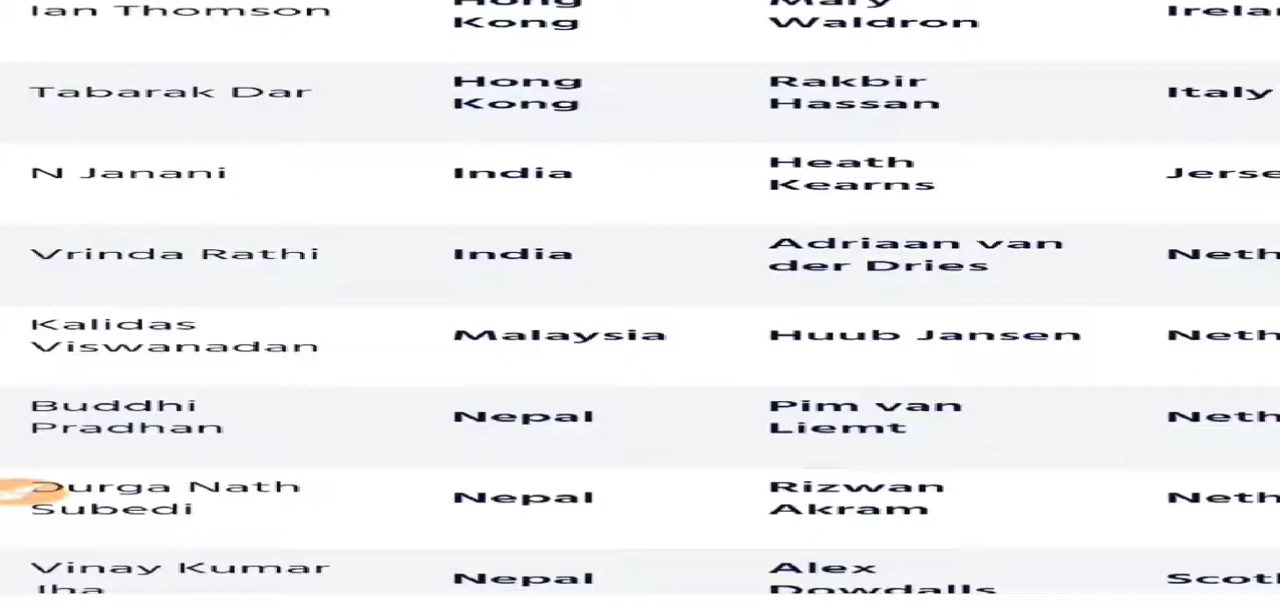 Ian Thomson Hong Kong Mary Waldron
Tabarak Dar Hong Kong Rakbir Hassan Italy
N Janani India Heath Kearns Jerse
Vrinda Rathi India Adriaan van der Dries Neth
Kalidas Viswanadan Malaysia Huub Jansen Neth
Buddhi Pradhan Nepal Pim van Liemt Neth
Durga Nath Subedi Nepal Rizwan Akram Neth
Vinay Kumar Jha Nepal Alex Dowdalls Scotl